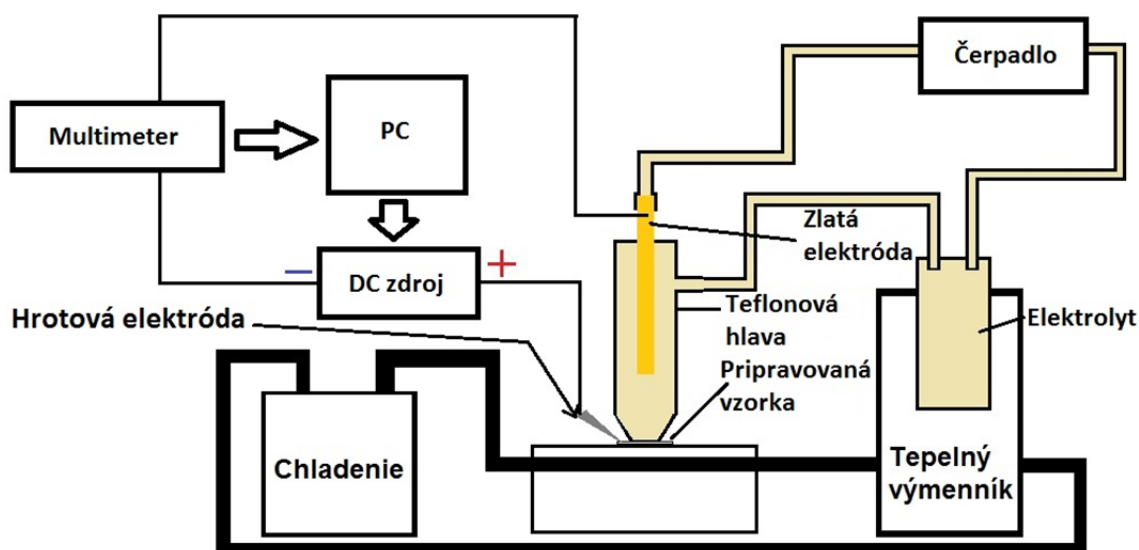 Čerpadlo
Multimeter
PC
Zlatá
elektróda
DC zdroj
− +
Hrotová elektróda
Teflonová
hlava
Elektrolyt
Pripravovaná
vzorka
Chladenie
Tepelný
výmenník